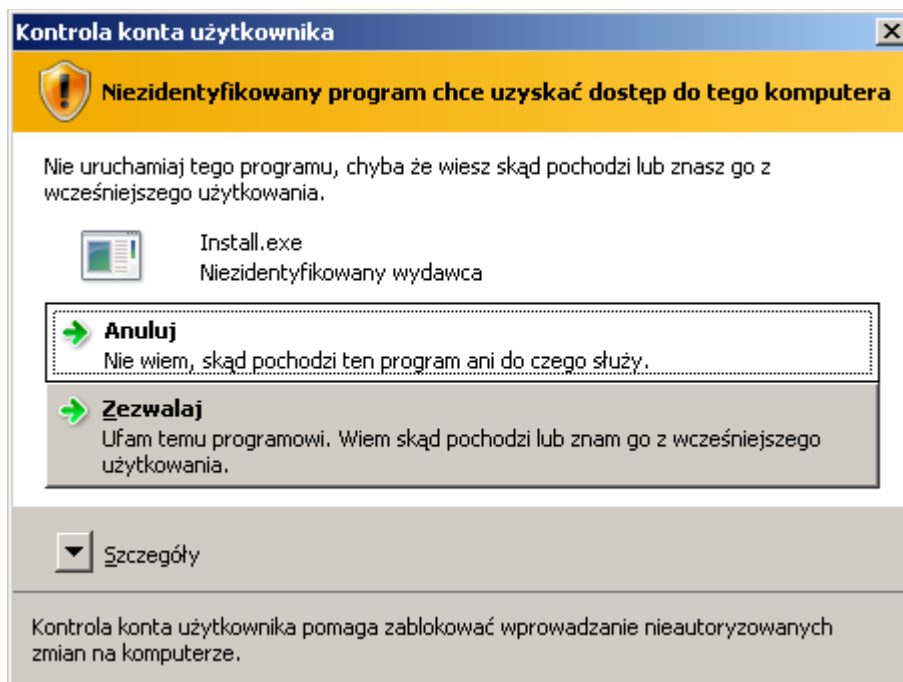 Kontrola konta użytkownika
Niezidentyfikowany program chce uzyskać dostęp do tego komputera
Nie uruchamiaj tego programu, chyba że wiesz skąd pochodzi lub znasz go z
wcześniejszego użytkowania.
Install.exe
Niezidentyfikowany wydawca
Anuluj
Nie wiem, skąd pochodzi ten program ani do czego służy.
Zezwalaj
Ufam temu programowi. Wiem skąd pochodzi lub znam go z wcześniejszego
użytkowania.
Szczegóły
Kontrola konta użytkownika pomaga zablokować wprowadzanie nieautoryzowanych
zmian na komputerze.